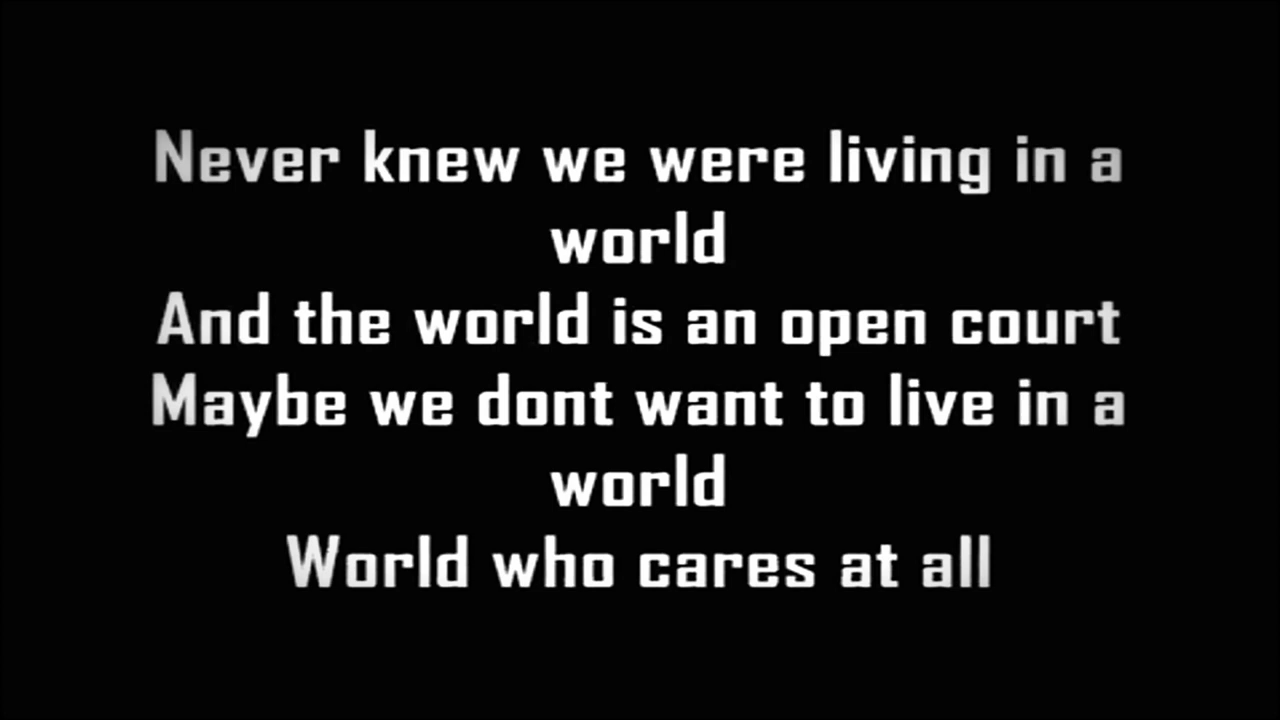 Never knew we were living in a
world
And the world is an open court
Maybe we dont want to live in a
world
World who cares at all